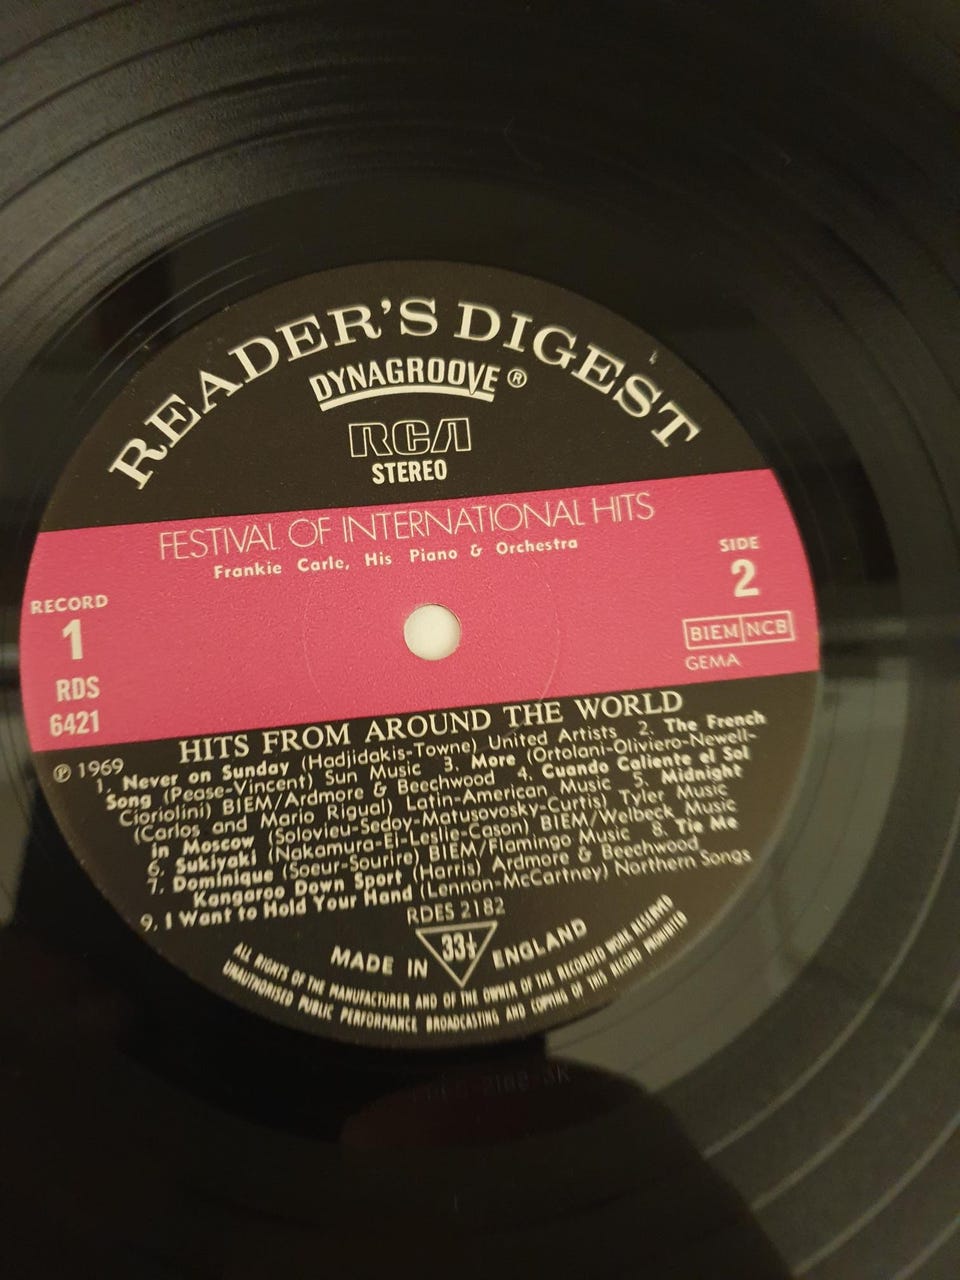 READER'S DIGEST
DYNAGROOVE ®
RCA
STEREO
FESTIVAL OF INTERNATIONAL HITS
Frankie Carle, His Piano & Orchestra
RECORD
1
RDS
6421
SIDE
2
BIEM NCB
GEMA
HITS FROM AROUND THE WORLD
℗ 1969
1. Never on Sunday (Hadjidakis-Towne) United Artists 2. The French
Song (Pease-Vincent) Sun Music 3. More (Ortolani-Oliviero-Newell-
Cioriolini) BIEM/Ardmore & Beechwood 4. Cuando Caliente el Sol
(Carlos and Mario Rigual) Latin-American Music 5. Midnight
in Moscow (Solovieu-Sedoy-Matusovosky-Curtis) Tyler Music
6. Sukiyaki (Nakamura-Ei-Leslie-Cason) BIEM/Welbeck Music
7. Dominique (Soeur-Sourire) BIEM/Flamingo Music 8. Tie Me
Kangaroo Down Sport (Harris) Ardmore & Beechwood
9. I Want to Hold Your Hand (Lennon-McCartney) Northern Songs
RDES 2182
MADE IN 33⅓ ENGLAND
ALL RIGHTS OF THE MANUFACTURER AND OF THE OWNER OF THE RECORDED WORK RESERVED
UNAUTHORISED PUBLIC PERFORMANCE BROADCASTING AND COPYING OF THIS RECORD PROHIBITED